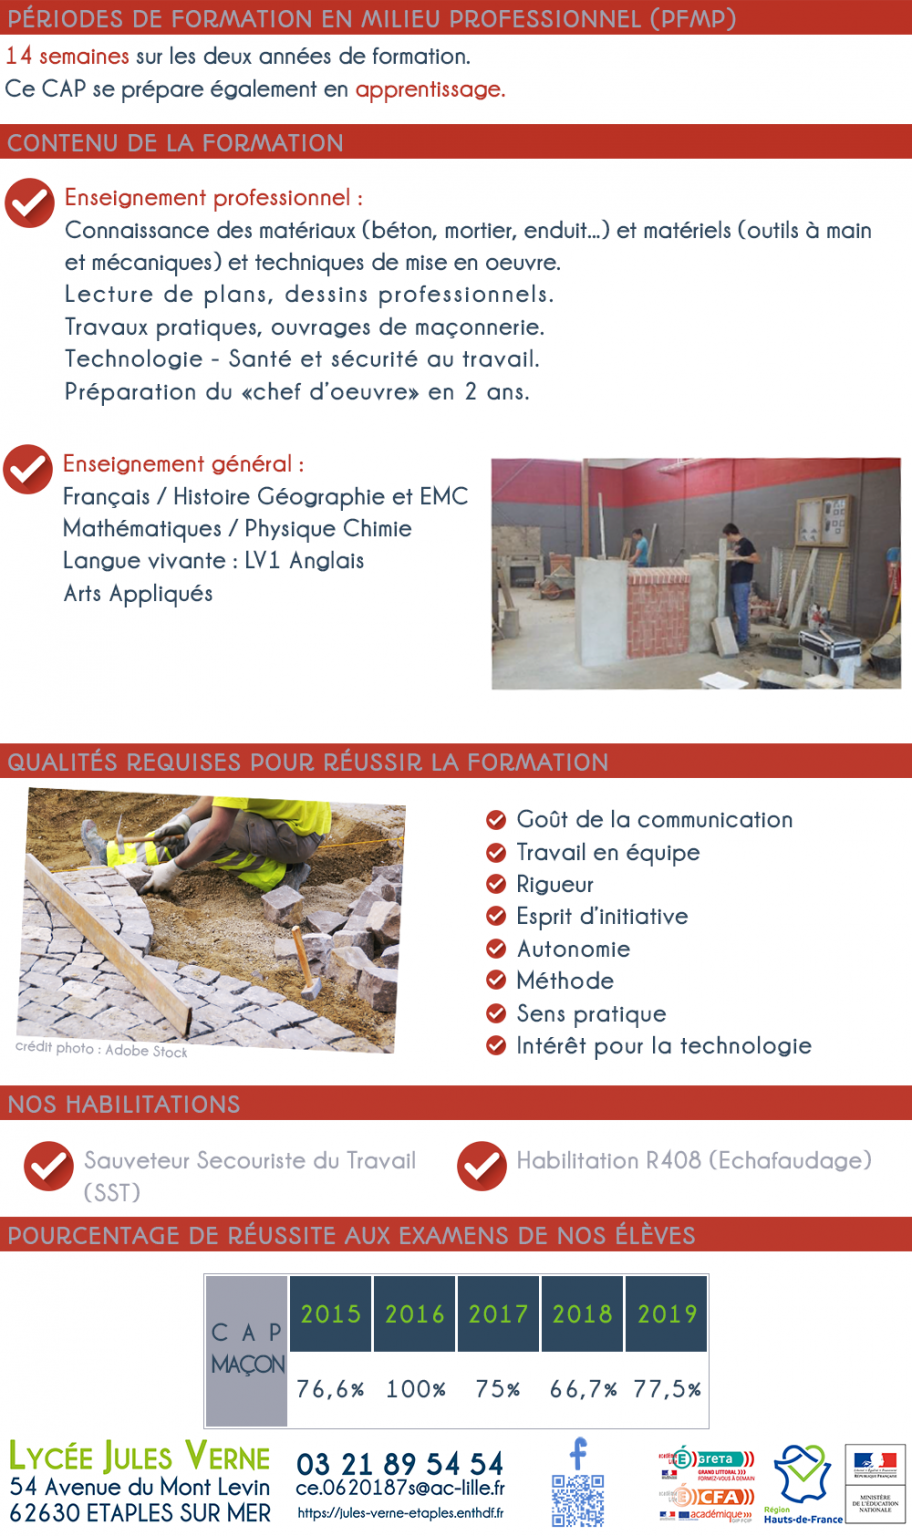 PÉRIODES DE FORMATION EN MILIEU PROFESSIONNEL (PFMP)
14 semaines sur les deux années de formation.
Ce CAP se prépare également en apprentissage.
CONTENU DE LA FORMATION
Enseignement professionnel :
Connaissance des matériaux (béton, mortier, enduit...) et matériels (outils à main
et mécaniques) et techniques de mise en oeuvre.
Lecture de plans, dessins professionnels.
Travaux pratiques, ouvrages de maçonnerie.
Technologie - Santé et sécurité au travail.
Préparation du «chef d'oeuvre» en 2 ans.
Enseignement général :
Français / Histoire Géographie et EMC
Mathématiques / Physique Chimie
Langue vivante : LV1 Anglais
Arts Appliqués
QUALITÉS REQUISES POUR RÉUSSIR LA FORMATION
Goût de la communication
Travail en équipe
Rigueur
Esprit d'initiative
Autonomie
Méthode
Sens pratique
Intérêt pour la technologie
crédit photo : Adobe Stock
NOS HABILITATIONS
Sauveteur Secouriste du Travail
(SST)
Habilitation R408 (Echafaudage)
POURCENTAGE DE RÉUSSITE AUX EXAMENS DE NOS ÉLÈVES
CAP
MAÇON
2015 2016 2017 2018 2019
76,6% 100% 75% 66,7% 77,5%
LYCÉE JULES VERNE
54 Avenue du Mont Levin
62630 ETAPLES SUR MER
03 21 89 54 54
ce.0620187s@ac-lille.fr
https://jules-verne-etaples.enthdf.fr
GRAND LITTORAL
FORMEZ-VOUS À DEMAIN
CFA
académique
Région
Hauts-de-France
RÉPUBLIQUE FRANÇAISE
MINISTÈRE
DE L'ÉDUCATION
NATIONALE